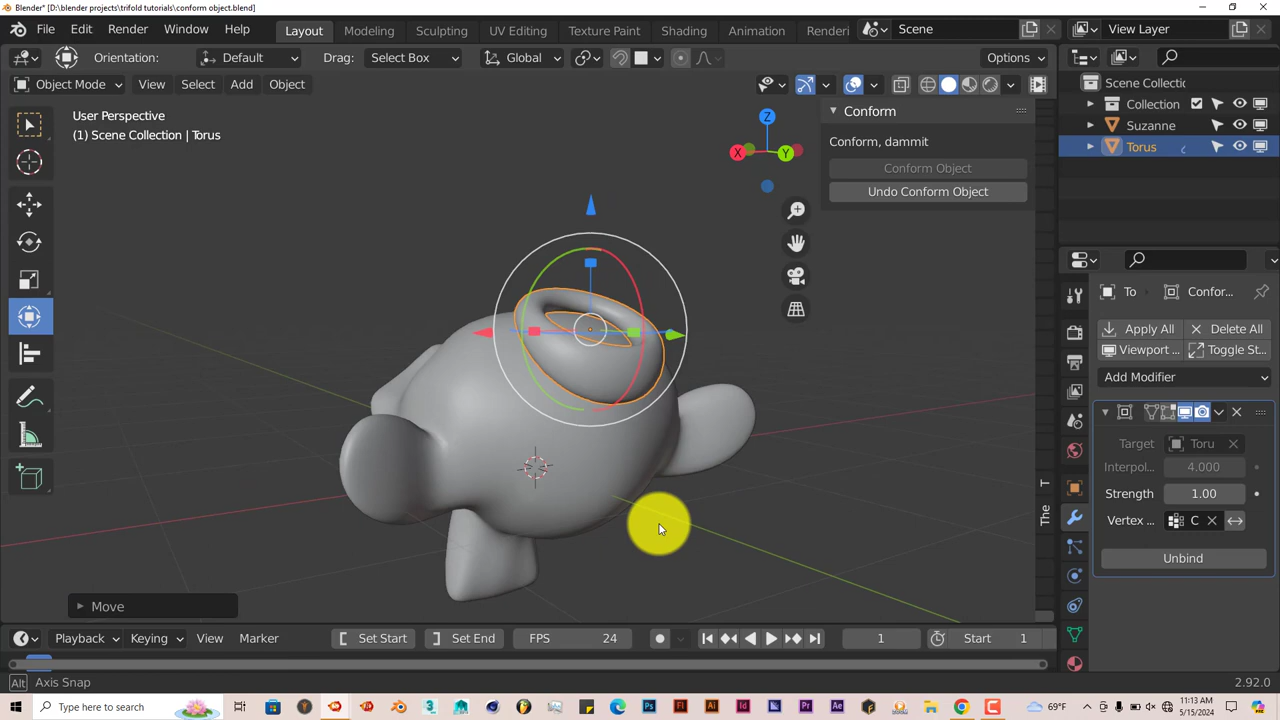 Blender* [D:\blender projects\trifold tutorials\conform object.blend]
File Edit Render Window Help Layout Modeling Sculpting UV Editing Texture Paint Shading Animation Renderi Scene View Layer
Orientation: Default Drag: Select Box Global Options
Object Mode View Select Add Object
User Perspective
(1) Scene Collection | Torus
Z
X
Y
Conform
Conform, dammit
Conform Object
Undo Conform Object
T
The
Scene Collectic
Collection
Suzanne
Torus
To Confor...
Apply All Delete All
Viewport ... Toggle St...
Add Modifier
Target Toru
Interpol... 4.000
Strength 1.00
Vertex ... C
Unbind
Move
Playback Keying View Marker Set Start Set End FPS 24 1 Start 1
Alt Axis Snap 2.92.0
Type here to search 69°F 11:13 AM
5/15/2024